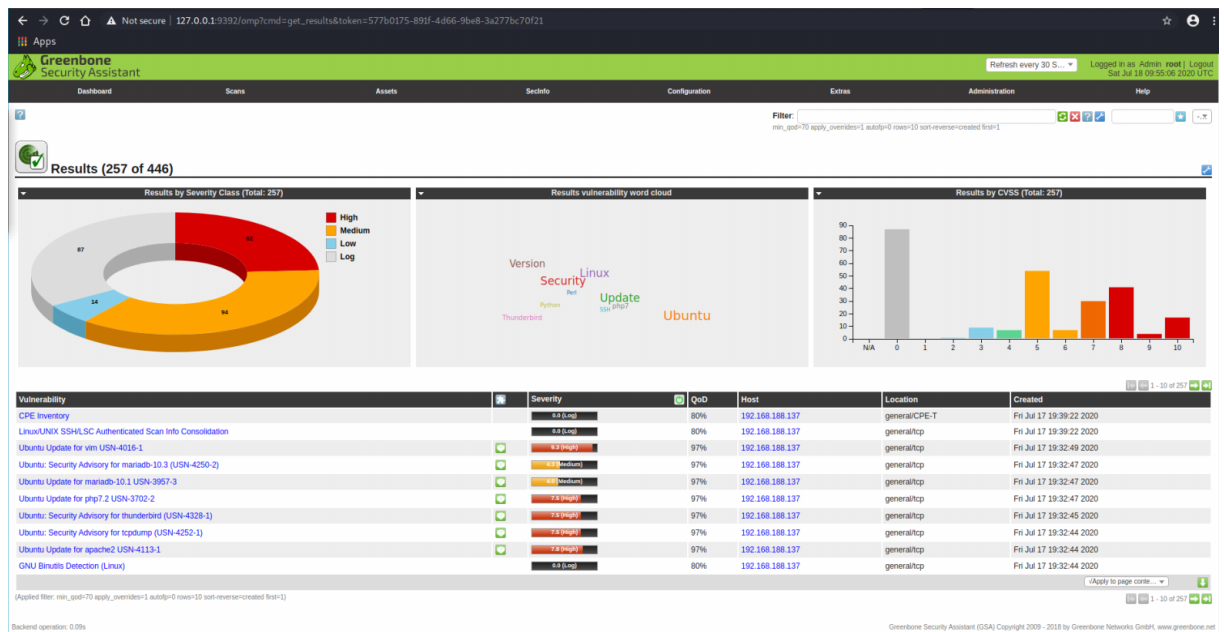 Not secure | 127.0.0.1:9392/omp?cmd=get_results&token=577b0175-891f-4d66-9be8-3a277bc70f21
Apps
Greenbone
Security Assistant
Refresh every 30 S...
Logged in as Admin root | Logout
Sat Jul 18 09:55:06 2020 UTC
Dashboard Scans Assets SecInfo Configuration Extras Administration Help
Filter:
min_qod=70 apply_overrides=1 autofp=0 rows=10 sort-reverse=created first=1
Results (257 of 446)
Results by Severity Class (Total: 257)
High
Medium
Low
Log
14
94
Results vulnerability word cloud
Version
Linux
Security
Perl
Update
Python
SSH
php7
Thunderbird
Ubuntu
Results by CVSS (Total: 257)
90
80
70
60
50
40
30
20
10
0
N/A 0 1 2 3 4 5 6 7 8 9 10
1 - 10 of 257
Vulnerability Severity QoD Host Location Created
CPE Inventory 0.0 (Log) 80% 192.168.188.137 general/CPE-T Fri Jul 17 19:39:22 2020
Linux/UNIX SSH/LSC Authenticated Scan Info Consolidation 0.0 (Log) 80% 192.168.188.137 general/tcp Fri Jul 17 19:39:22 2020
Ubuntu Update for vim USN-4016-1 9.3 (High) 97% 192.168.188.137 general/tcp Fri Jul 17 19:32:49 2020
Ubuntu: Security Advisory for mariadb-10.3 (USN-4250-2) (Medium) 97% 192.168.188.137 general/tcp Fri Jul 17 19:32:47 2020
Ubuntu Update for mariadb-10.1 USN-3957-3 (Medium) 97% 192.168.188.137 general/tcp Fri Jul 17 19:32:47 2020
Ubuntu Update for php7.2 USN-3702-2 7.5 (High) 97% 192.168.188.137 general/tcp Fri Jul 17 19:32:47 2020
Ubuntu: Security Advisory for thunderbird (USN-4328-1) 7.5 (High) 97% 192.168.188.137 general/tcp Fri Jul 17 19:32:45 2020
Ubuntu: Security Advisory for tcpdump (USN-4252-1) 7.5 (High) 97% 192.168.188.137 general/tcp Fri Jul 17 19:32:44 2020
Ubuntu Update for apache2 USN-4113-1 7.8 (High) 97% 192.168.188.137 general/tcp Fri Jul 17 19:32:44 2020
GNU Binutils Detection (Linux) 0.0 (Log) 80% 192.168.188.137 general/tcp Fri Jul 17 19:32:44 2020
√Apply to page conte...
(Applied filter: min_qod=70 apply_overrides=1 autofp=0 rows=10 sort-reverse=created first=1)
1 - 10 of 257
Backend operation: 0.09s
Greenbone Security Assistant (GSA) Copyright 2009 - 2018 by Greenbone Networks GmbH, www.greenbone.net